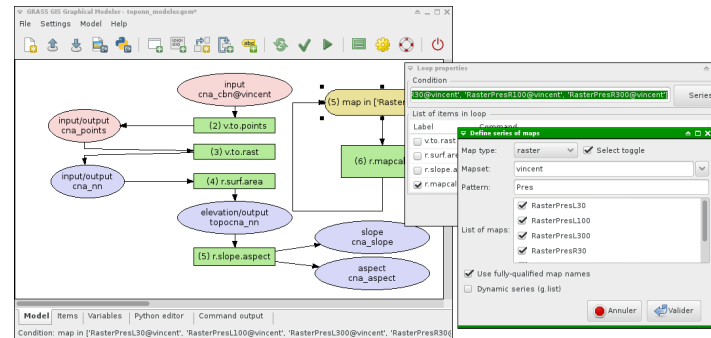 GRASS GIS Graphical Modeler - toponn_modeler.gxm*
File Settings Model Help
input
cna_cbn@vincent
(2) v.to.points
input/output
cna_points
(3) v.to.rast
input/output
cna_nn
(4) r.surf.area
elevation/output
topocna_nn
(5) r.slope.aspect
slope
cna_slope
aspect
cna_aspect
(5) map in ['Raster
(6) r.mapcal
Model Items Variables Python editor Command output
Condition: map in ['RasterPresL30@vincent', 'RasterPresL100@vincent', 'RasterPresL300@vincent', 'RasterPresR30(
Loop properties
Condition
R30@vincent', 'RasterPresR100@vincent', 'RasterPresR300@vincent']
Series
List of items in loop
Label Command
v.to.rast
r.surf.are
r.slope.a
r.mapcal
Define series of maps
Map type: raster Select toggle
Mapset:
vincent
Pattern: Pres
List of maps:
RasterPresL30
RasterPresL100
RasterPresL300
RasterPresR30
Use fully-qualified map names
Dynamic series (g.list)
Annuler Valider